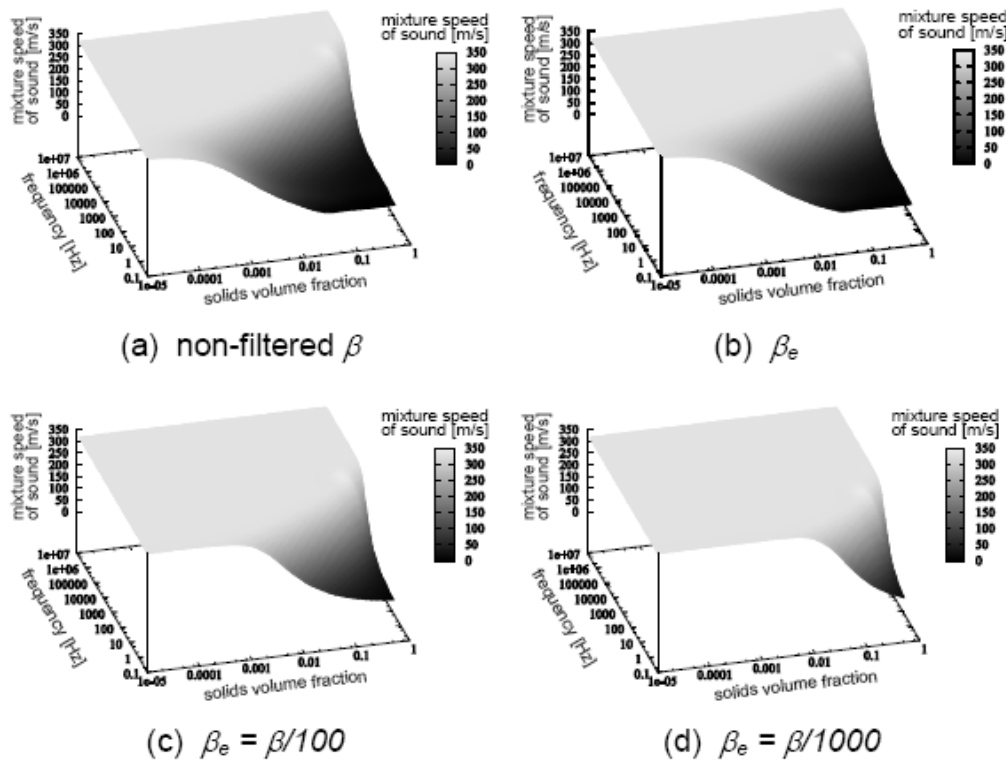 mixture speed
of sound [m/s]
350
300
250
200
150
100
50
0
mixture speed
of sound [m/s]
350
300
250
200
150
100
50
0
1e+07
1e+06
100000
10000
1000
100
10
1
0.1
frequency [Hz]
1e-05
0.0001
0.001
0.01
0.1
1
solids volume fraction
(a) non-filtered β
mixture speed
of sound [m/s]
350
300
250
200
150
100
50
0
mixture speed
of sound [m/s]
350
300
250
200
150
100
50
0
1e+07
1e+06
100000
10000
1000
100
10
1
0.1
frequency [Hz]
1e-05
0.0001
0.001
0.01
0.1
1
solids volume fraction
(b) βe
mixture speed
of sound [m/s]
350
300
250
200
150
100
50
0
mixture speed
of sound [m/s]
350
300
250
200
150
100
50
0
1e+07
1e+06
100000
10000
1000
100
10
1
0.1
frequency [Hz]
1e-05
0.0001
0.001
0.01
0.1
1
solids volume fraction
(c) βe = β/100
mixture speed
of sound [m/s]
350
300
250
200
150
100
50
0
mixture speed
of sound [m/s]
350
300
250
200
150
100
50
0
1e+07
1e+06
100000
10000
1000
100
10
1
0.1
frequency [Hz]
1e-05
0.0001
0.001
0.01
0.1
1
solids volume fraction
(d) βe = β/1000